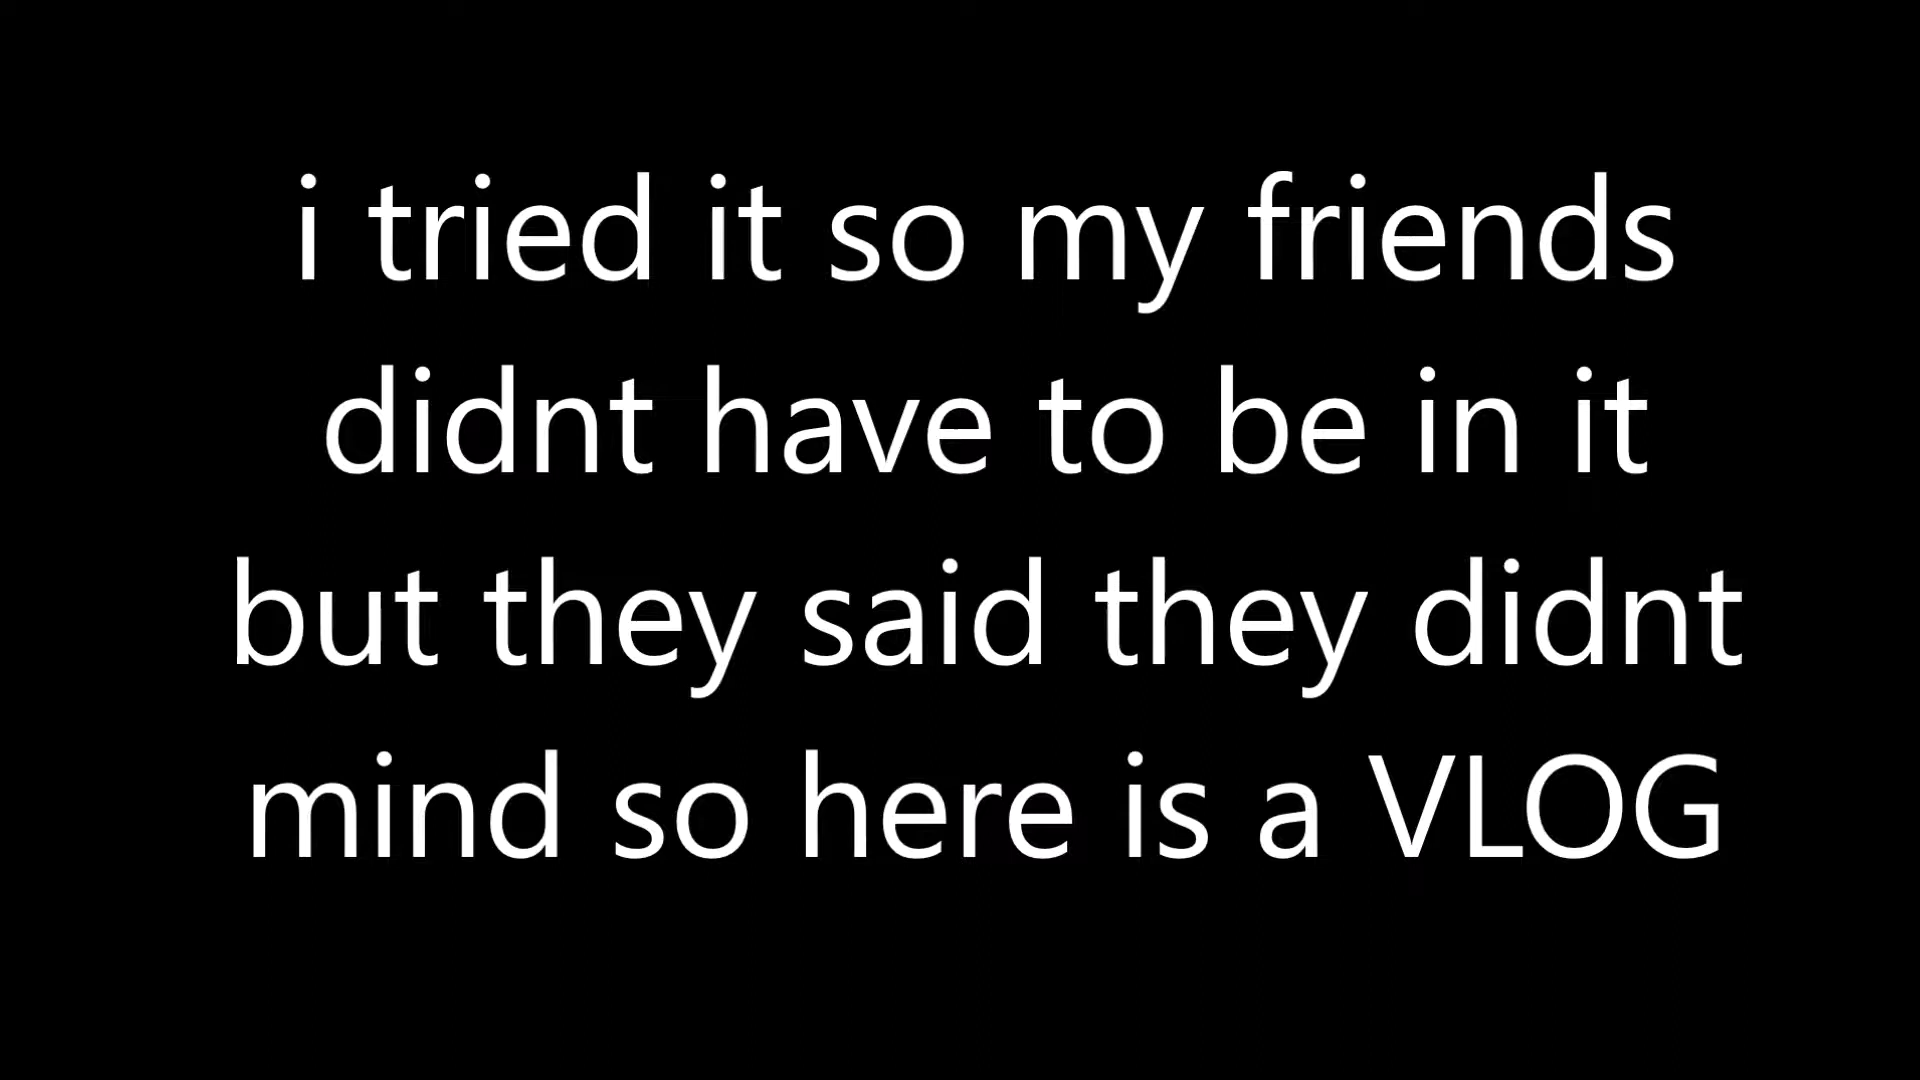 i tried it so my friends
didnt have to be in it
but they said they didnt
mind so here is a VLOG